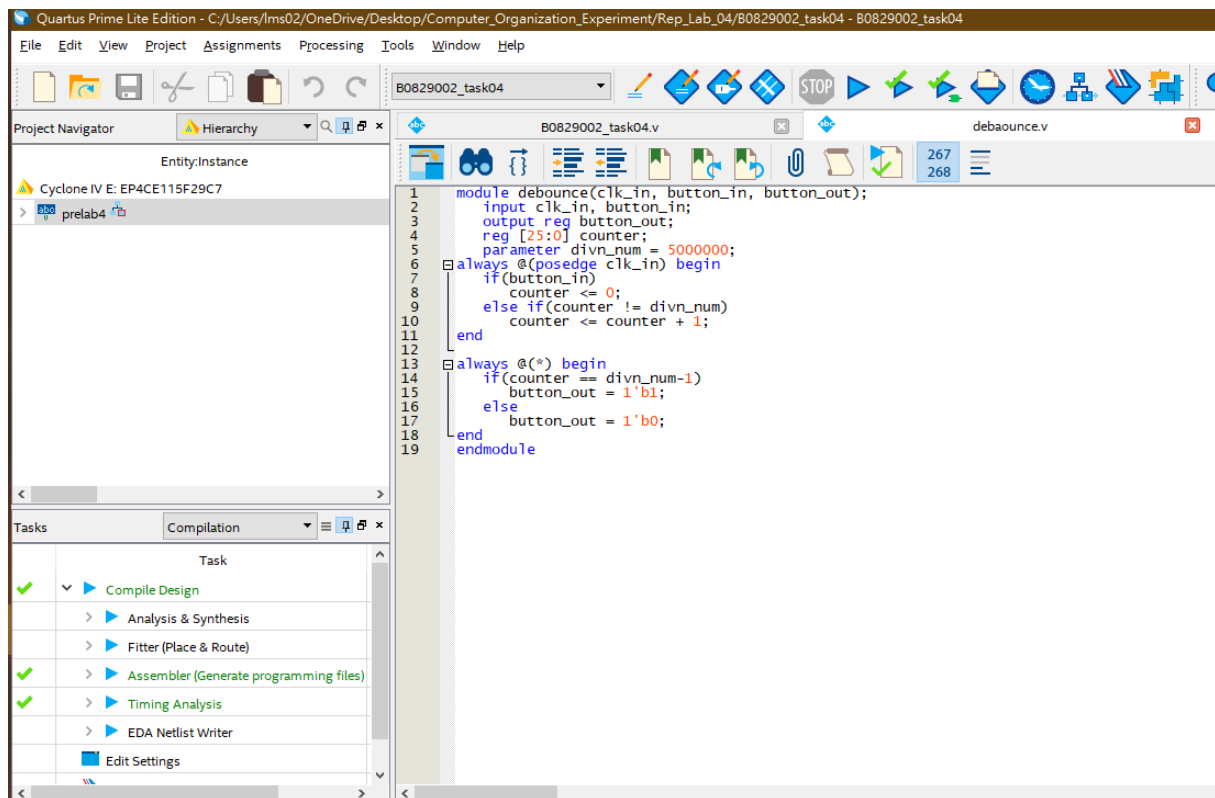 Quartus Prime Lite Edition - C:/Users/lms02/OneDrive/Desktop/Computer_Organization_Experiment/Rep_Lab_04/B0829002_task04 - B0829002_task04
File Edit View Project Assignments Processing Tools Window Help
B0829002_task04
STOP
Project Navigator
Hierarchy
Entity:Instance
Cyclone IV E: EP4CE115F29C7
abc
prelab4
abc
B0829002_task04.v
abc
debaounce.v
267
268
1 module debounce(clk_in, button_in, button_out);
2 input clk_in, button_in;
3 output reg button_out;
4 reg [25:0] counter;
5 parameter divn_num = 5000000;
6 always @(posedge clk_in) begin
7 if(button_in)
8 counter <= 0;
9 else if(counter != divn_num)
10 counter <= counter + 1;
11 end
12
13 always @(*) begin
14 if(counter == divn_num-1)
15 button_out = 1'b1;
16 else
17 button_out = 1'b0;
18 end
19 endmodule
Tasks
Compilation
Task
Compile Design
Analysis & Synthesis
Fitter (Place & Route)
Assembler (Generate programming files)
Timing Analysis
EDA Netlist Writer
Edit Settings